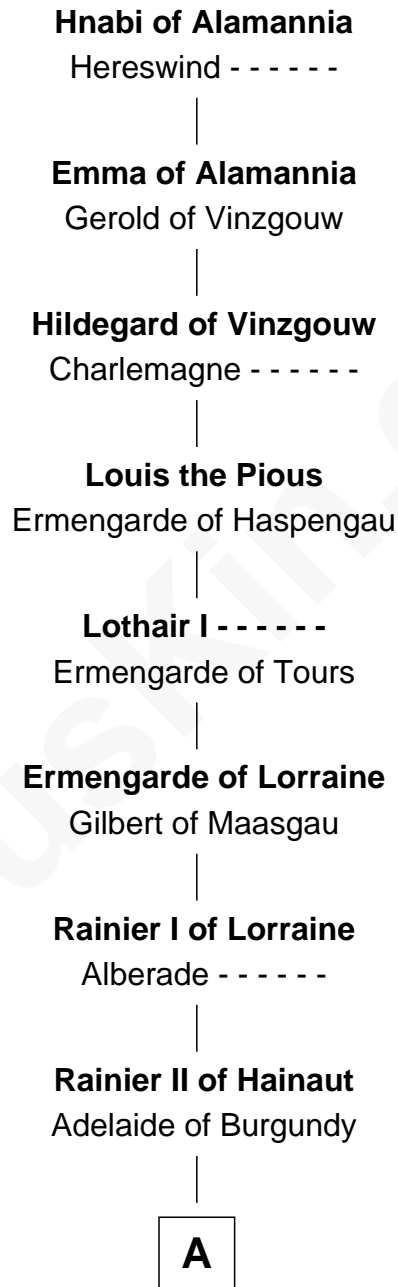 Hnabi of Alamannia
Hereswind - - - - - -
Emma of Alamannia
Gerold of Vinzgouw
Hildegard of Vinzgouw
Charlemagne - - - - - -
Louis the Pious
Ermengarde of Haspengau
Lothair I - - - - - -
Ermengarde of Tours
Ermengarde of Lorraine
Gilbert of Maasgau
Rainier I of Lorraine
Alberade - - - - - -
Rainier II of Hainaut
Adelaide of Burgundy
A